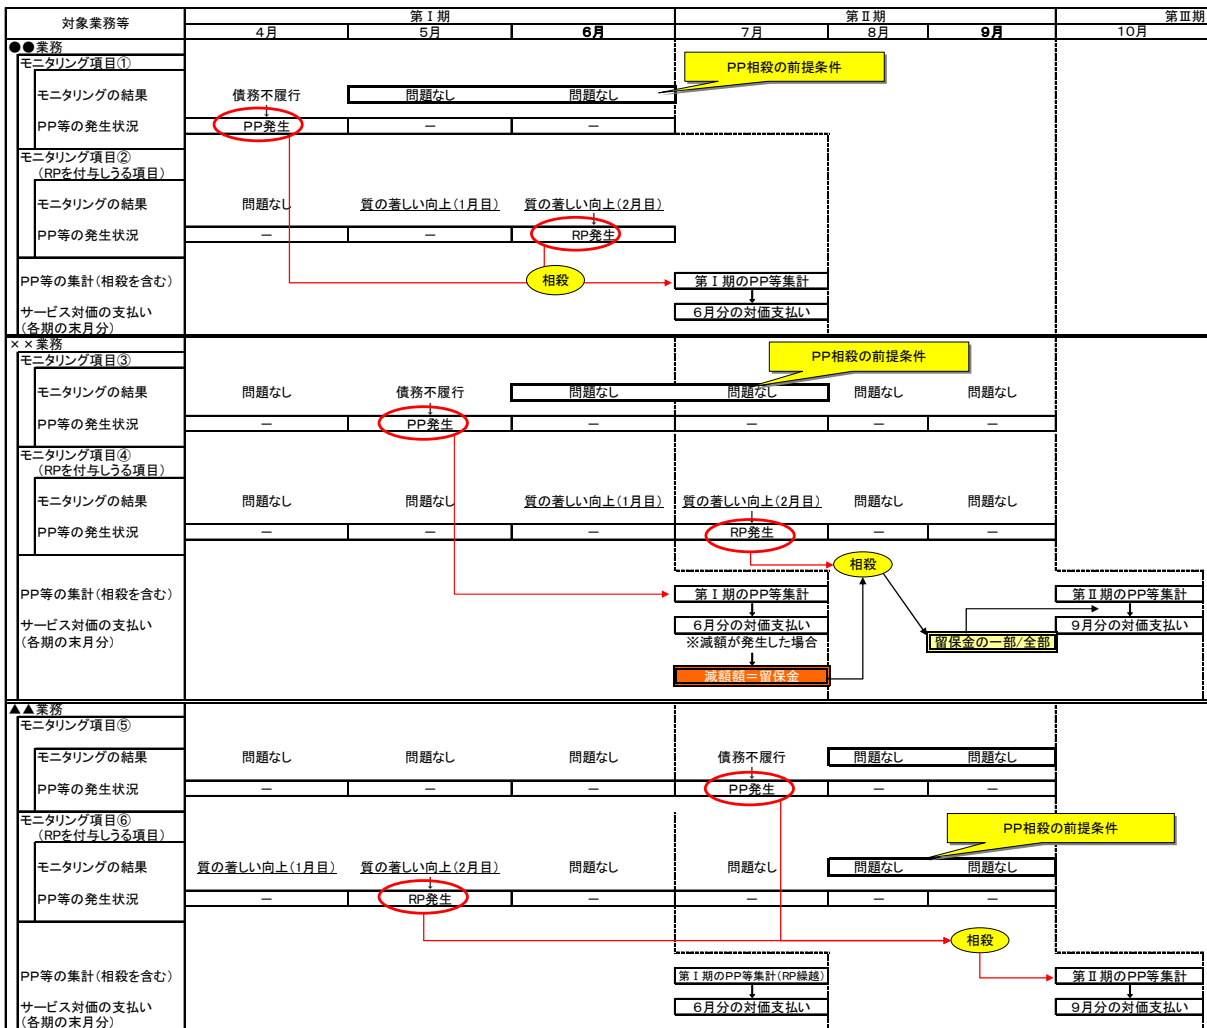 対象業務等 第Ⅰ期 第Ⅱ期 第Ⅲ期
4月 5月 6月 7月 8月 9月 10月
●●業務
モニタリング項目①
PP相殺の前提条件
モニタリングの結果 債務不履行 問題なし 問題なし
↓
PP等の発生状況 PP発生 － －
モニタリング項目②
(RPを付与しうる項目)
モニタリングの結果 問題なし 質の著しい向上(1月目) 質の著しい向上(2月目)
↓
PP等の発生状況 － － RP発生
PP等の集計(相殺を含む) 相殺 第Ⅰ期のPP等集計
サービス対価の支払い 6月分の対価支払い
(各期の末月分)
××業務
モニタリング項目③
PP相殺の前提条件
モニタリングの結果 問題なし 債務不履行 問題なし 問題なし 問題なし 問題なし
↓
PP等の発生状況 － PP発生 － － － －
モニタリング項目④
(RPを付与しうる項目)
モニタリングの結果 問題なし 問題なし 質の著しい向上(1月目) 質の著しい向上(2月目) 問題なし 問題なし
↓
PP等の発生状況 － － － RP発生 － －
相殺
PP等の集計(相殺を含む) 第Ⅰ期のPP等集計 第Ⅱ期のPP等集計
サービス対価の支払い 6月分の対価支払い 9月分の対価支払い
(各期の末月分) ※減額が発生した場合 留保金の一部/全部
減額額＝留保金
▲▲業務
モニタリング項目⑤
モニタリングの結果 問題なし 問題なし 問題なし 債務不履行 問題なし 問題なし
↓
PP等の発生状況 － － － PP発生 － －
モニタリング項目⑥
(RPを付与しうる項目)
PP相殺の前提条件
モニタリングの結果 質の著しい向上(1月目) 質の著しい向上(2月目) 問題なし 問題なし 問題なし 問題なし
↓
PP等の発生状況 － RP発生 － － － －
相殺
PP等の集計(相殺を含む) 第Ⅰ期のPP等集計(RP繰越) 第Ⅱ期のPP等集計
サービス対価の支払い 6月分の対価支払い 9月分の対価支払い
(各期の末月分)